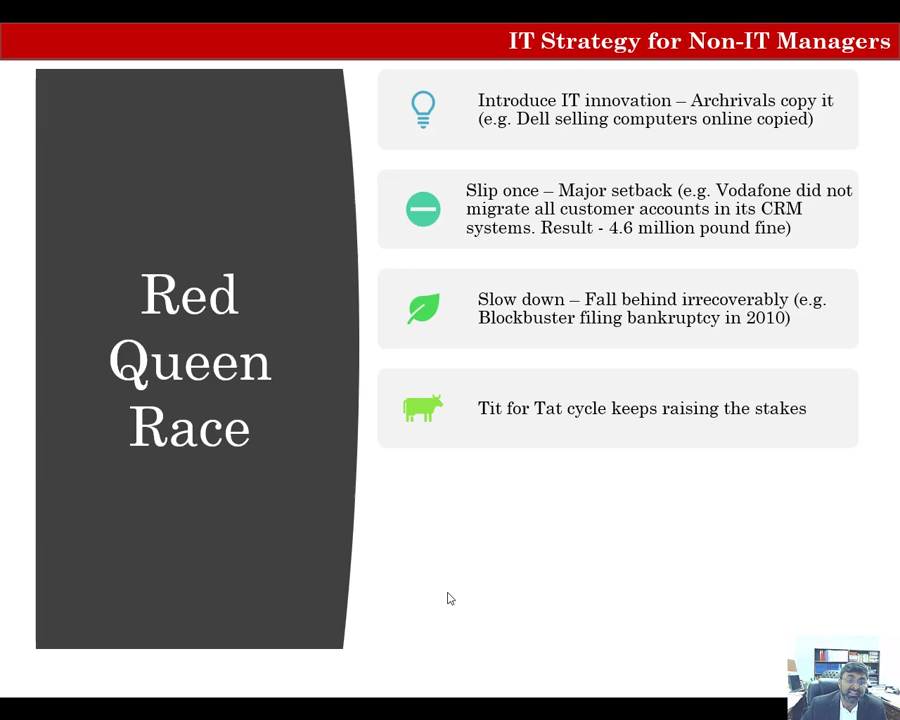 IT Strategy for Non-IT Managers
Red
Queen
Race
Introduce IT innovation – Archrivals copy it
(e.g. Dell selling computers online copied)
Slip once – Major setback (e.g. Vodafone did not
migrate all customer accounts in its CRM
systems. Result - 4.6 million pound fine)
Slow down – Fall behind irrecoverably (e.g.
Blockbuster filing bankruptcy in 2010)
Tit for Tat cycle keeps raising the stakes